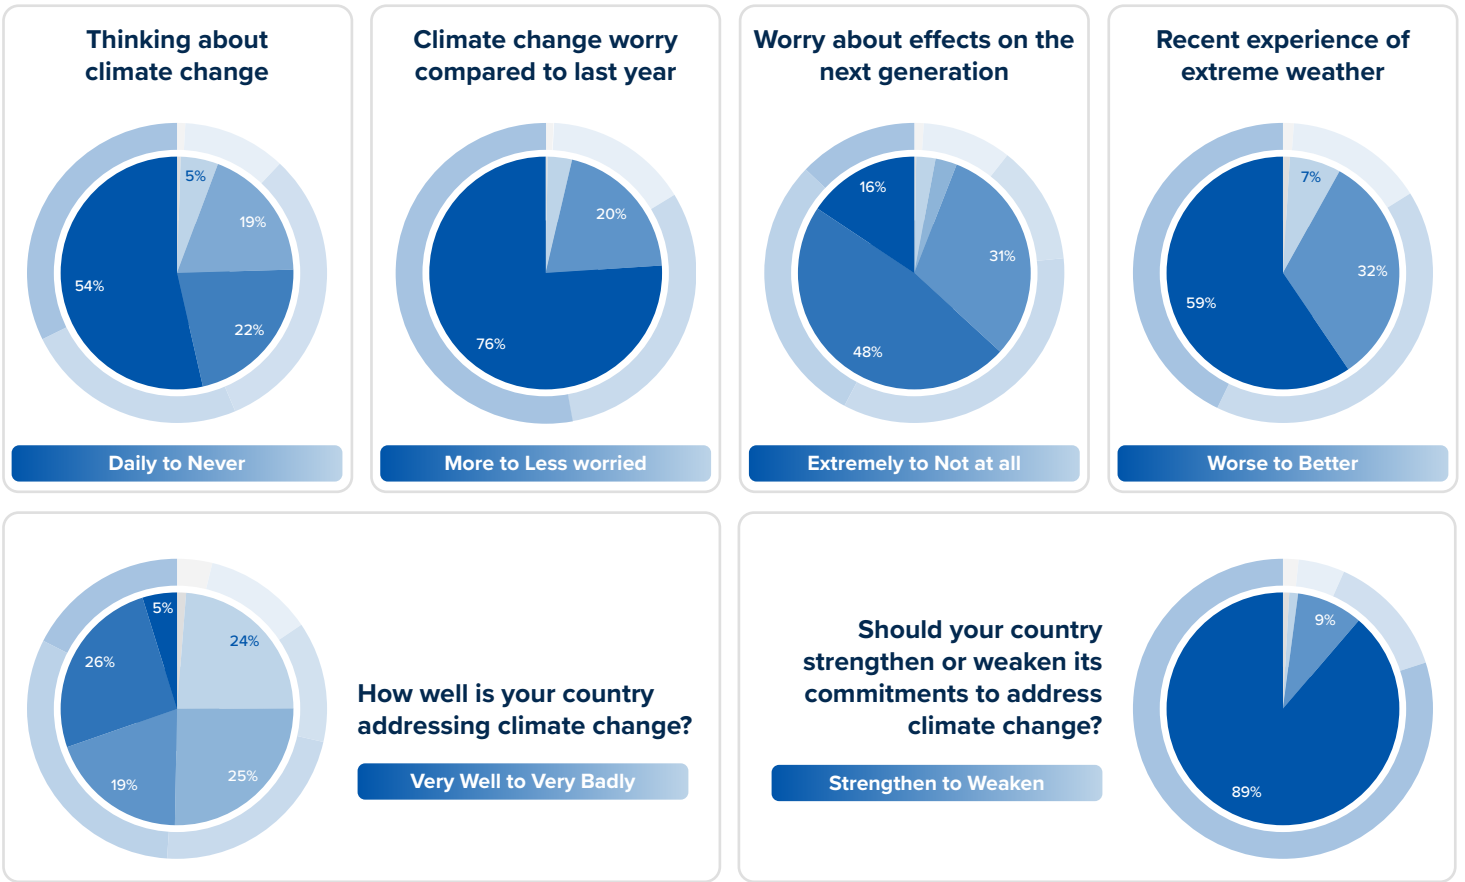 Thinking about
climate change
5%
19%
54%
22%
Daily to Never
Climate change worry
compared to last year
20%
76%
More to Less worried
Worry about effects on the
next generation
16%
31%
48%
Extremely to Not at all
Recent experience of
extreme weather
7%
32%
59%
Worse to Better
5%
24%
26%
19%
25%
How well is your country
addressing climate change?
Very Well to Very Badly
Should your country
strengthen or weaken its
commitments to address
climate change?
Strengthen to Weaken
9%
89%